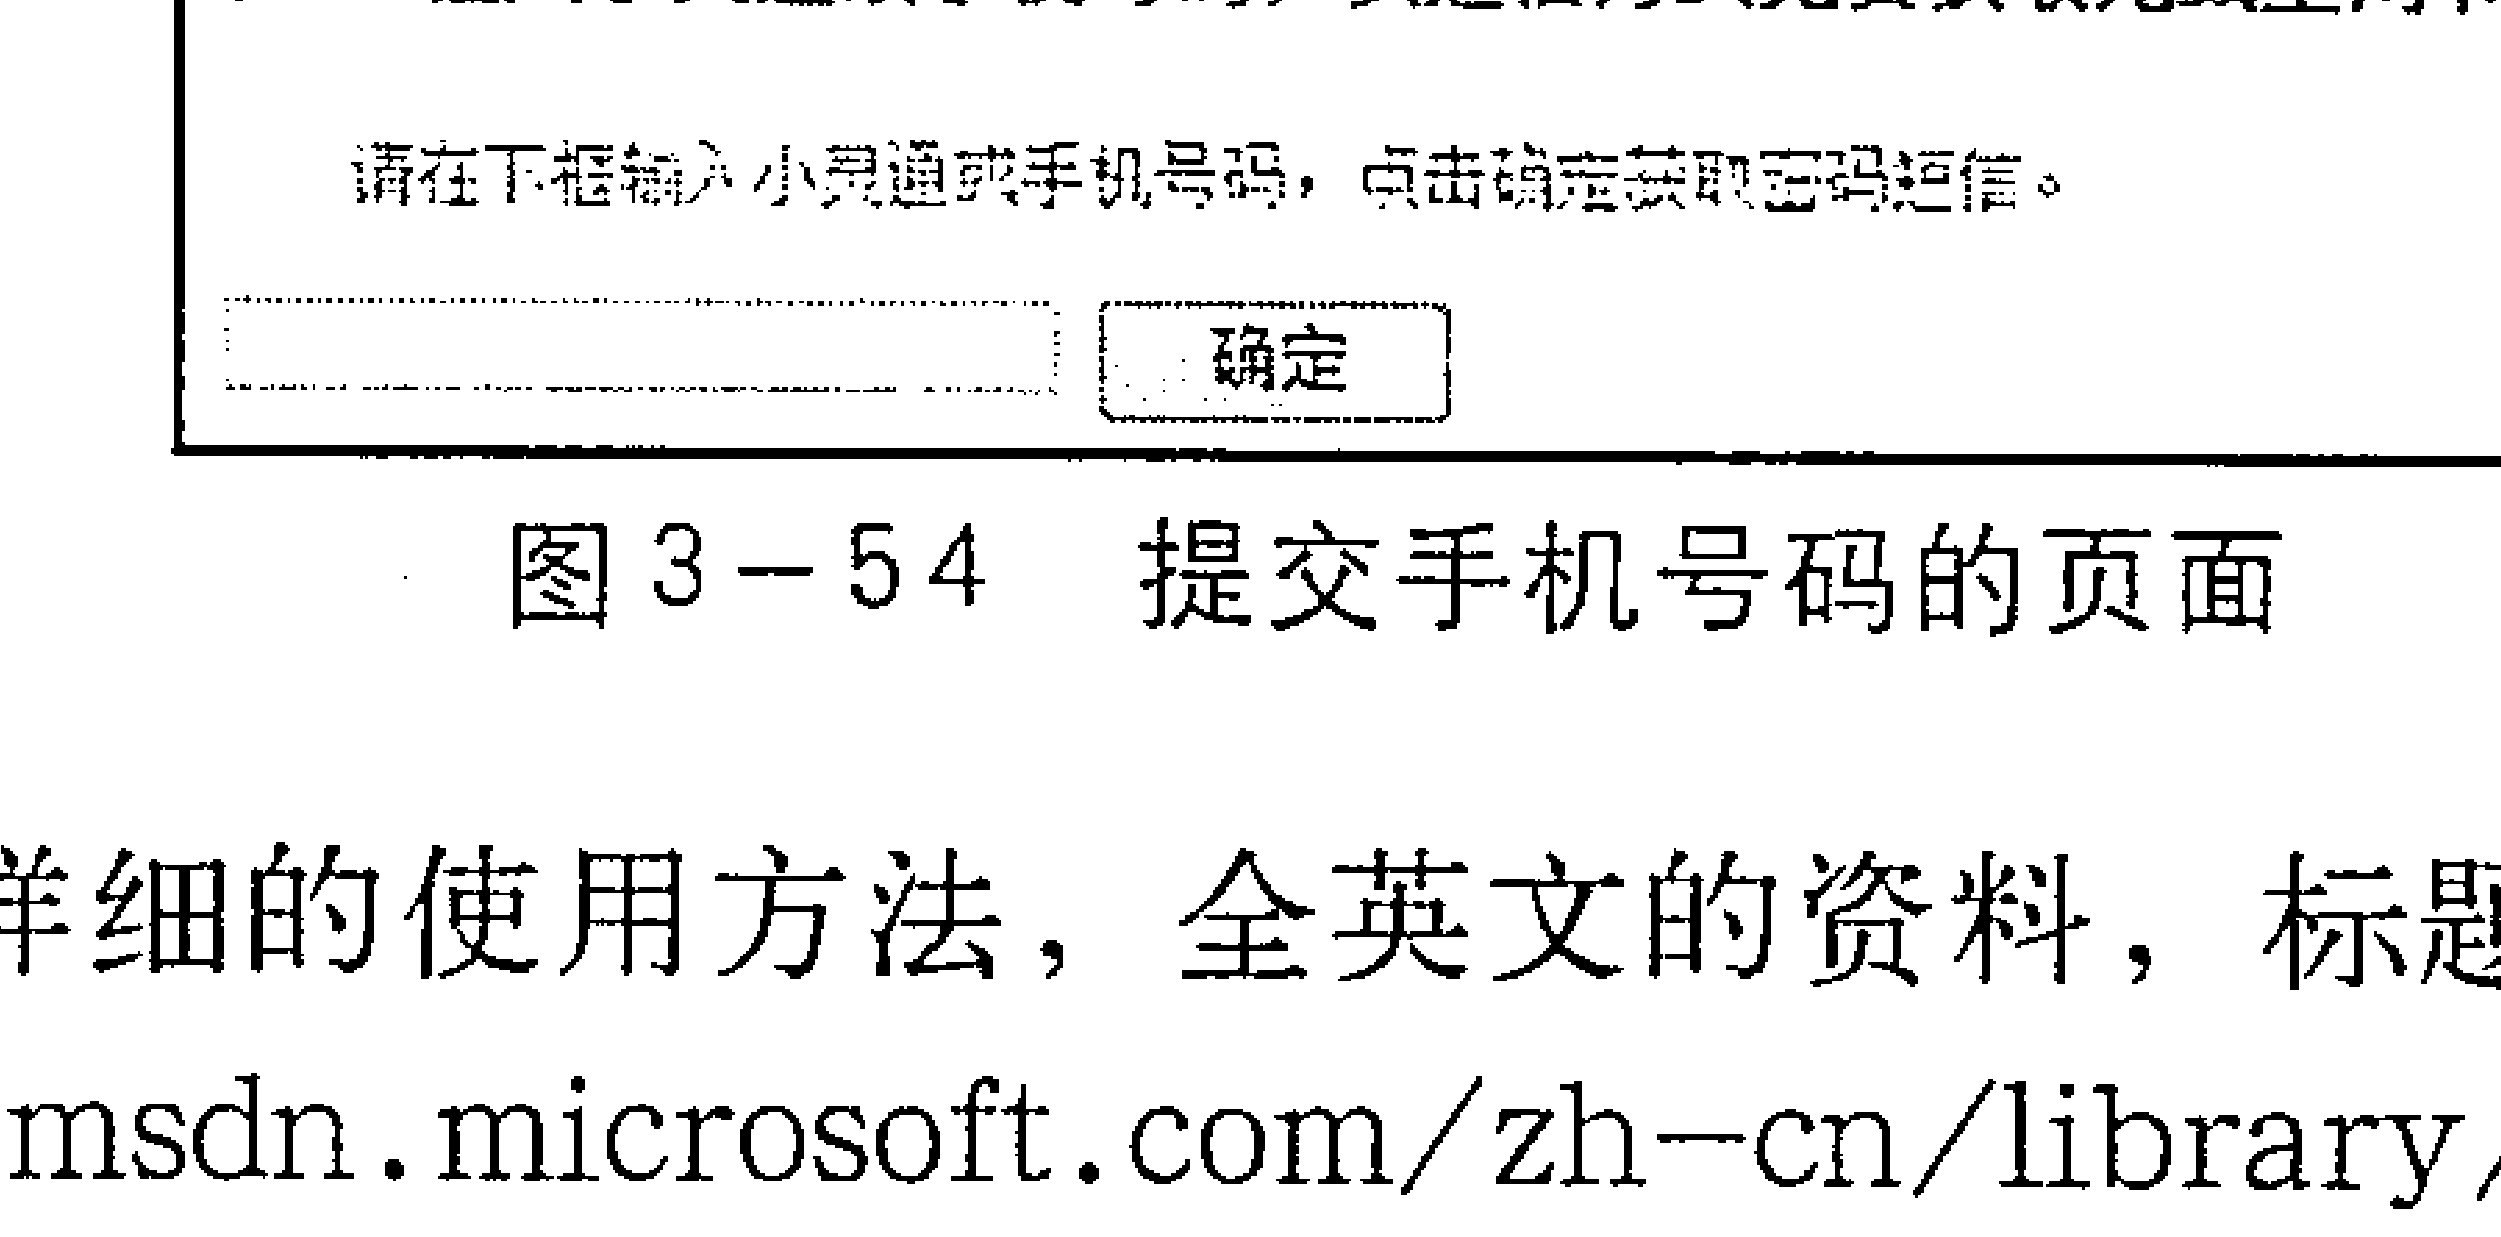 请在下框输入小灵通或手机号码，点击确定获取密码短信。
确定
图3-54 提交手机号码的页面
详细的使用方法，全英文的资料，标题
msdn.microsoft.com/zh-cn/library/